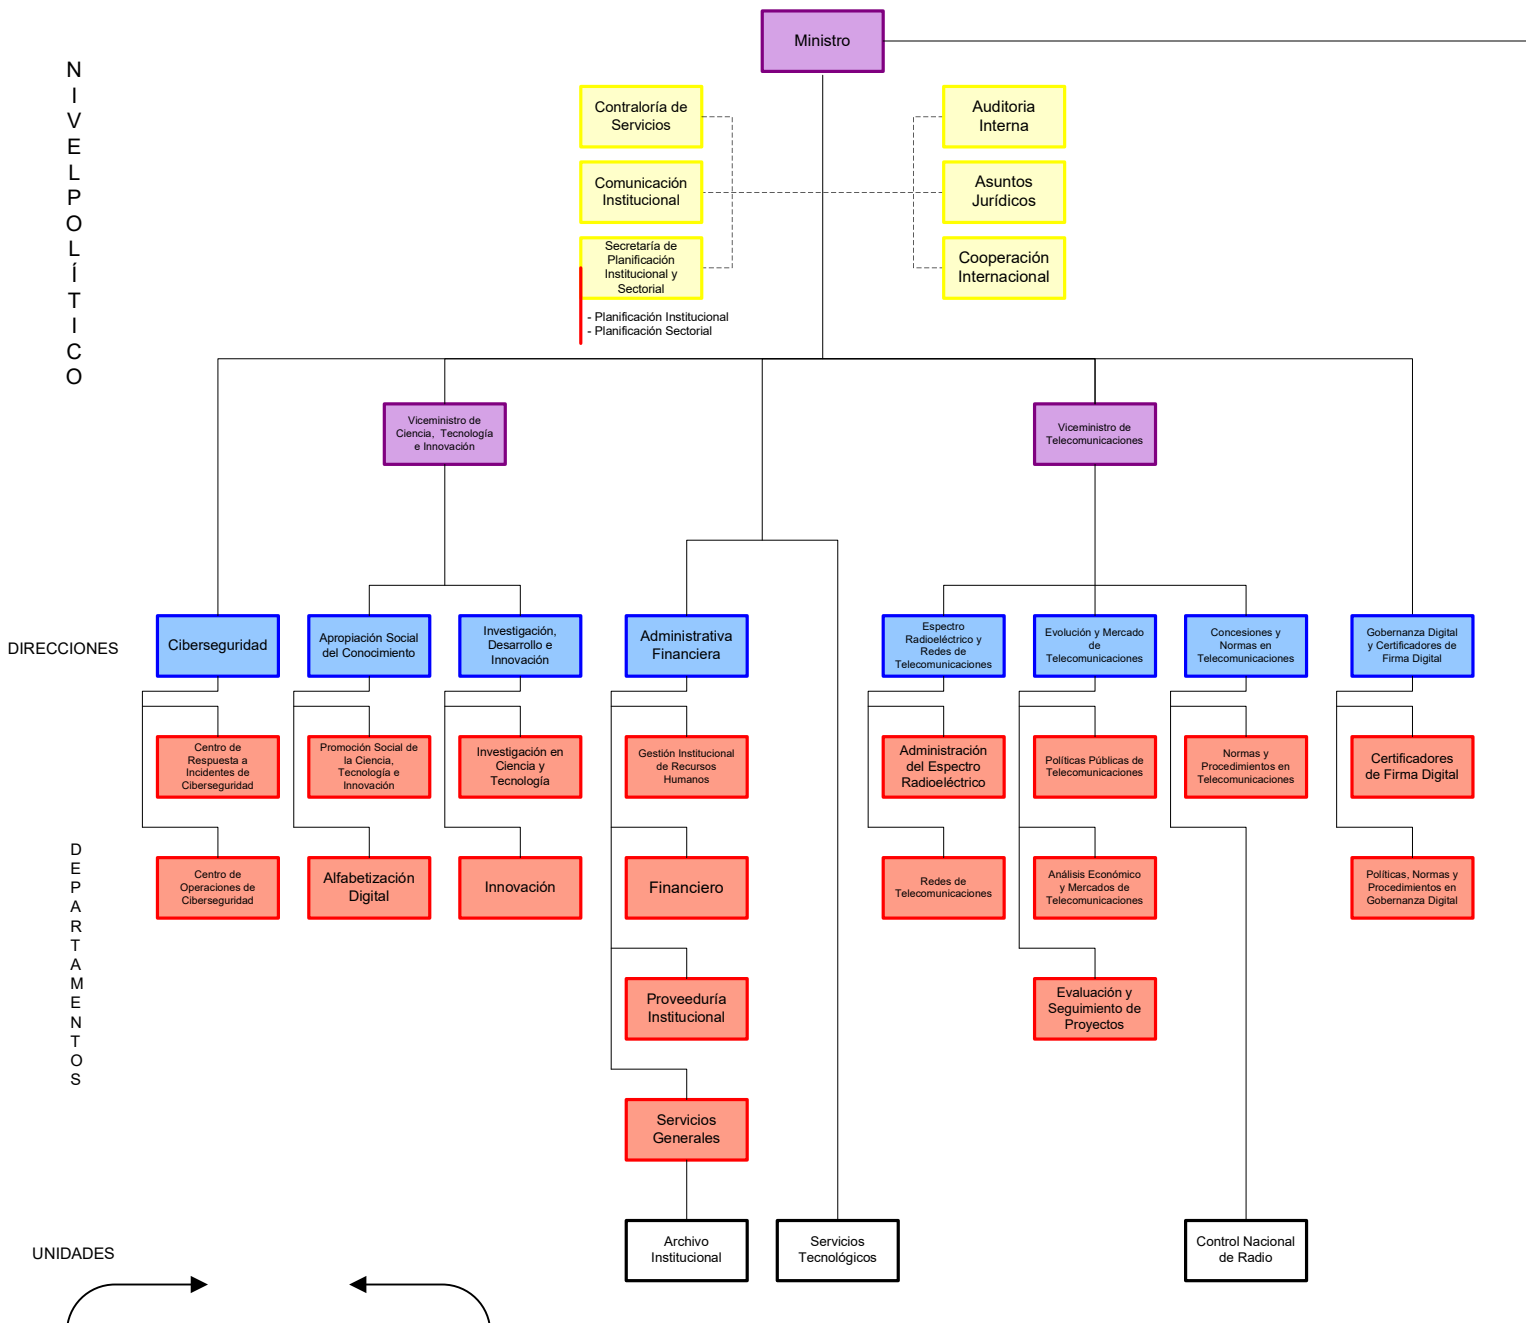 Ministro
NIVELPOLÍTICO
Contraloría de
Servicios
Auditoria
Interna
Comunicación
Institucional
Asuntos
Jurídicos
Secretaría de
Planificación
Institucional y
Sectorial
Cooperación
Internacional
- Planificación Institucional
- Planificación Sectorial
Viceministro de
Ciencia, Tecnología
e Innovación
Viceministro de
Telecomunicaciones
DIRECCIONES
Ciberseguridad
Apropiación Social
del Conocimiento
Investigación,
Desarrollo e
Innovación
Administrativa
Financiera
Espectro
Radioeléctrico y
Redes de
Telecomunicaciones
Evolución y Mercado
de
Telecomunicaciones
Concesiones y
Normas en
Telecomunicaciones
Gobernanza Digital
y Certificadores de
Firma Digital
DEPARTAMENTOS
Centro de
Respuesta a
Incidentes de
Ciberseguridad
Promoción Social de
la Ciencia,
Tecnología e
Innovación
Investigación en
Ciencia y
Tecnología
Gestión Institucional
de Recursos
Humanos
Administración
del Espectro
Radioeléctrico
Políticas Públicas de
Telecomunicaciones
Normas y
Procedimientos en
Telecomunicaciones
Certificadores
de Firma Digital
Centro de
Operaciones de
Ciberseguridad
Alfabetización
Digital
Innovación
Financiero
Redes de
Telecomunicaciones
Análisis Económico
y Mercados de
Telecomunicaciones
Políticas, Normas y
Procedimientos en
Gobernanza Digital
Proveeduría
Institucional
Evaluación y
Seguimiento de
Proyectos
Servicios
Generales
UNIDADES
Archivo
Institucional
Servicios
Tecnológicos
Control Nacional
de Radio